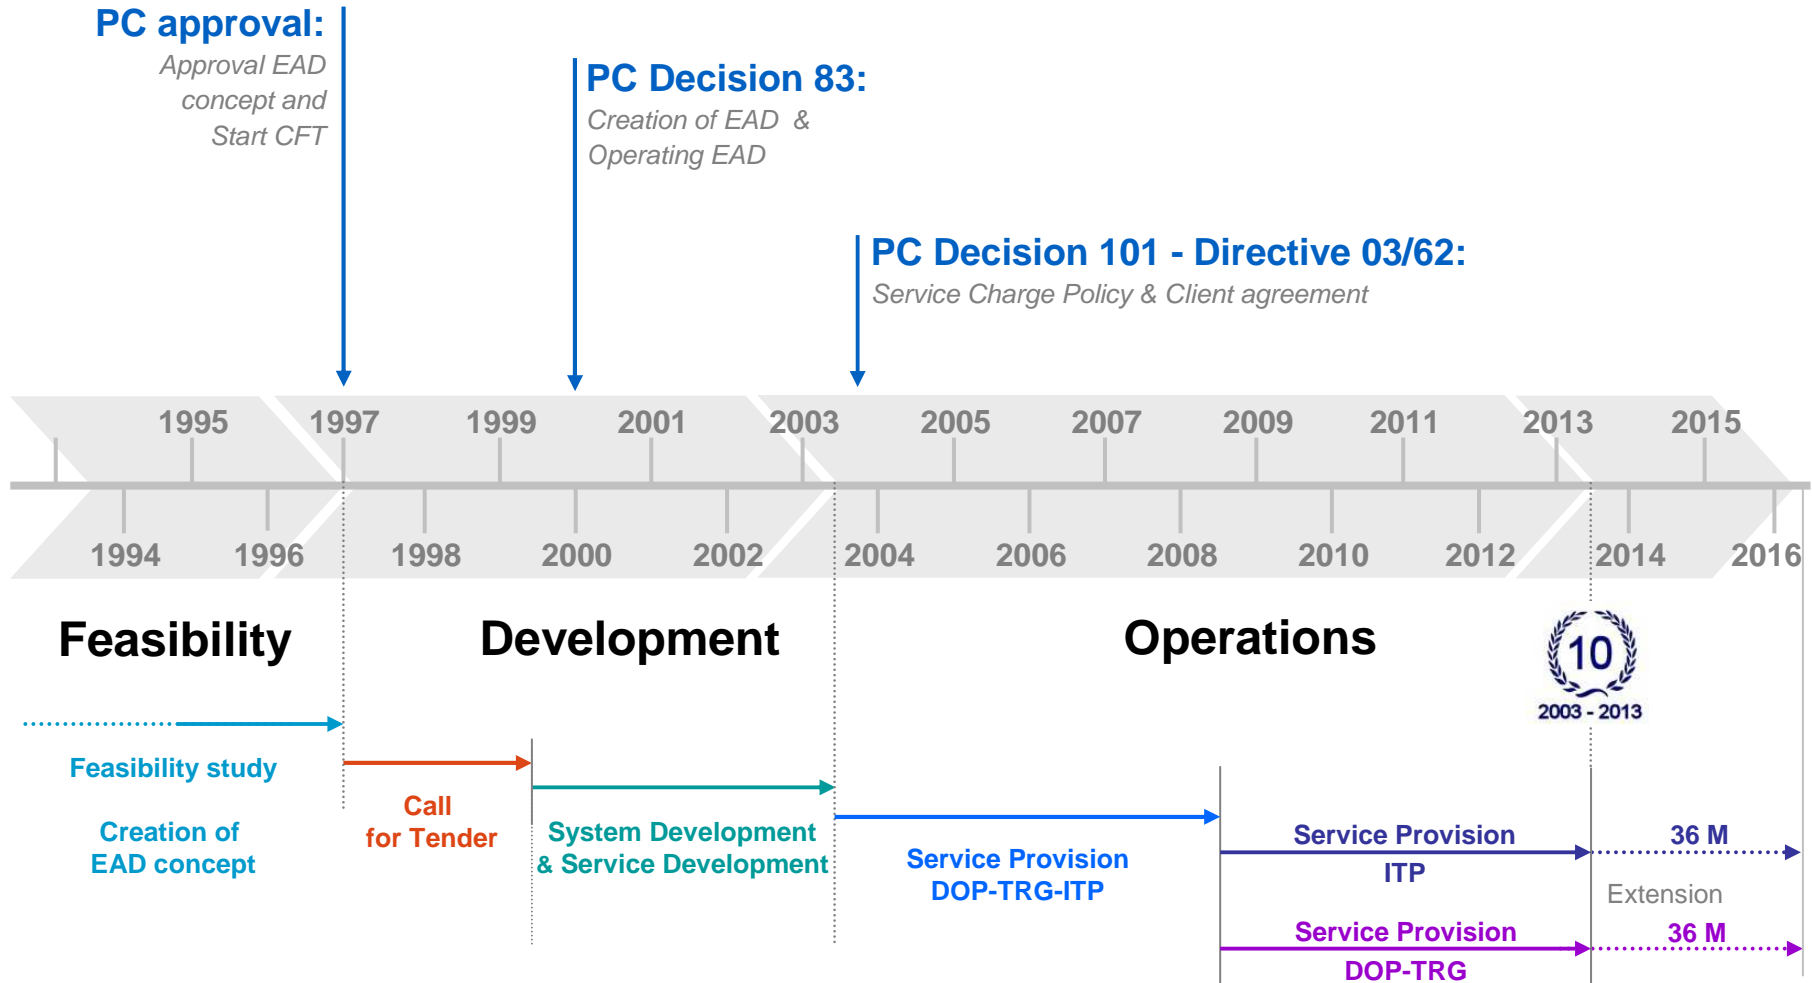 PC approval:
Approval EAD
concept and
Start CFT
PC Decision 83:
Creation of EAD &
Operating EAD
PC Decision 101 - Directive 03/62:
Service Charge Policy & Client agreement
1995 1997 1999 2001 2003 2005 2007 2009 2011 2013 2015
1994 1996 1998 2000 2002 2004 2006 2008 2010 2012 2014 2016
Feasibility
Development
Operations
10
2003 - 2013
Feasibility study
Creation of
EAD concept
Call
for Tender
System Development
& Service Development
Service Provision
DOP-TRG-ITP
Service Provision
ITP
36 M
Extension
Service Provision
DOP-TRG
36 M